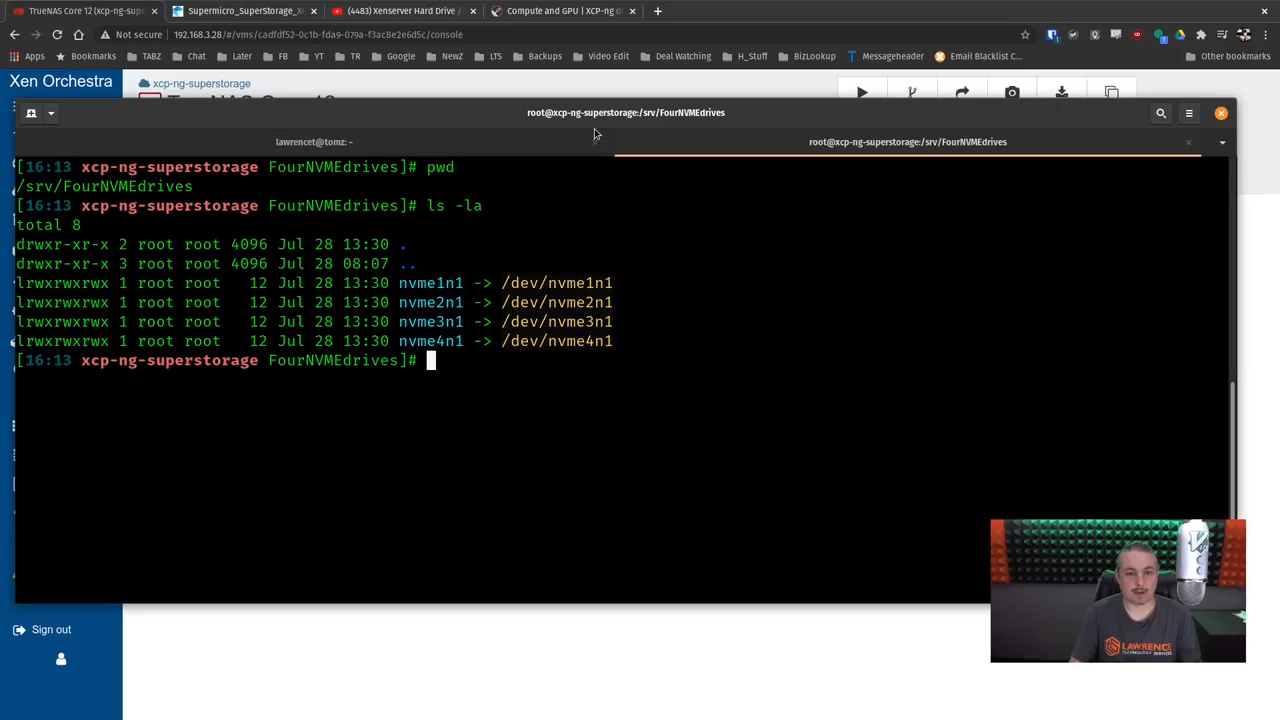 TrueNAS Core 12 (xcp-ng-supe
Supermicro_SuperStorage_X
(4483) Xenserver Hard Drive /
Compute and GPU | XCP-ng d
Not secure 192.168.3.28/#/vms/cadfdf52-0c1b-fda9-079a-f3ac8e2e6d5c/console
Apps Bookmarks TABZ Chat Later FB YT TR Google NewZ LTS Backups Video Edit Deal Watching H_Stuff BizLookup Messageheader Email Blacklist C... Other bookmarks
Xen Orchestra
xcp-ng-superstorage
root@xcp-ng-superstorage:/srv/FourNVMEdrives
lawrencet@tomz: ~
root@xcp-ng-superstorage:/srv/FourNVMEdrives
[16:13 xcp-ng-superstorage FourNVMEdrives]# pwd
/srv/FourNVMEdrives
[16:13 xcp-ng-superstorage FourNVMEdrives]# ls -la
total 8
drwxr-xr-x 2 root root 4096 Jul 28 13:30 .
drwxr-xr-x 3 root root 4096 Jul 28 08:07 ..
lrwxrwxrwx 1 root root   12 Jul 28 13:30 nvme1n1 -> /dev/nvme1n1
lrwxrwxrwx 1 root root   12 Jul 28 13:30 nvme2n1 -> /dev/nvme2n1
lrwxrwxrwx 1 root root   12 Jul 28 13:30 nvme3n1 -> /dev/nvme3n1
lrwxrwxrwx 1 root root   12 Jul 28 13:30 nvme4n1 -> /dev/nvme4n1
[16:13 xcp-ng-superstorage FourNVMEdrives]#
Sign out
LAWRENCE
TECHNOLOGY SERVICES